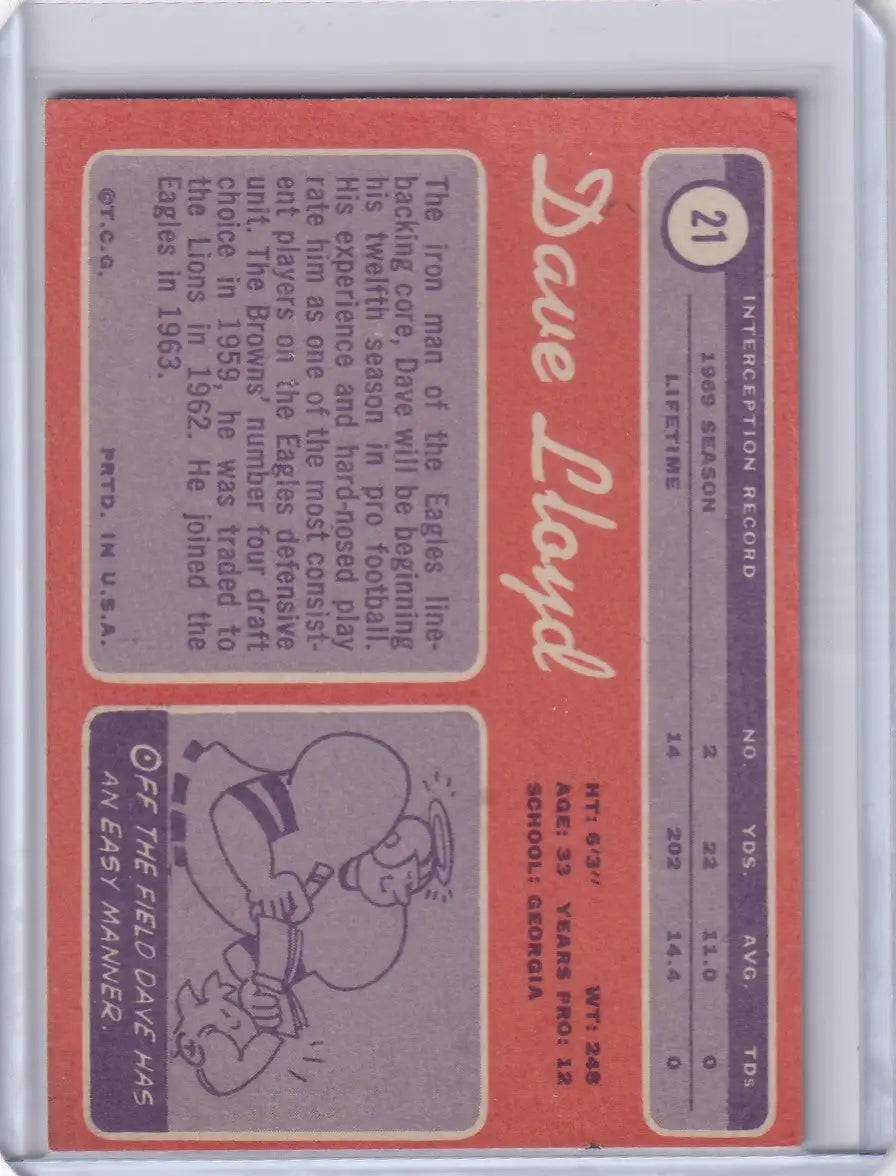 21
INTERCEPTION RECORD NO. YDS. AVG. TDs
1969 SEASON 2 22 11.0 0
LIFETIME 14 202 14.4 0
Dave Lloyd
HT: 6'3" WT: 248
AGE: 33 YEARS PRO: 12
SCHOOL: GEORGIA
The iron man of the Eagles line-
backing core, Dave will be beginning
his twelfth season in pro football.
His experience and hard-nosed play
rate him as one of the most consist-
ent players on the Eagles defensive
unit. The Browns' number four draft
choice in 1959, he was traded to
the Lions in 1962. He joined the
Eagles in 1963.
©T.C.G. PRTD. IN U.S.A.
OFF THE FIELD DAVE HAS
AN EASY MANNER.